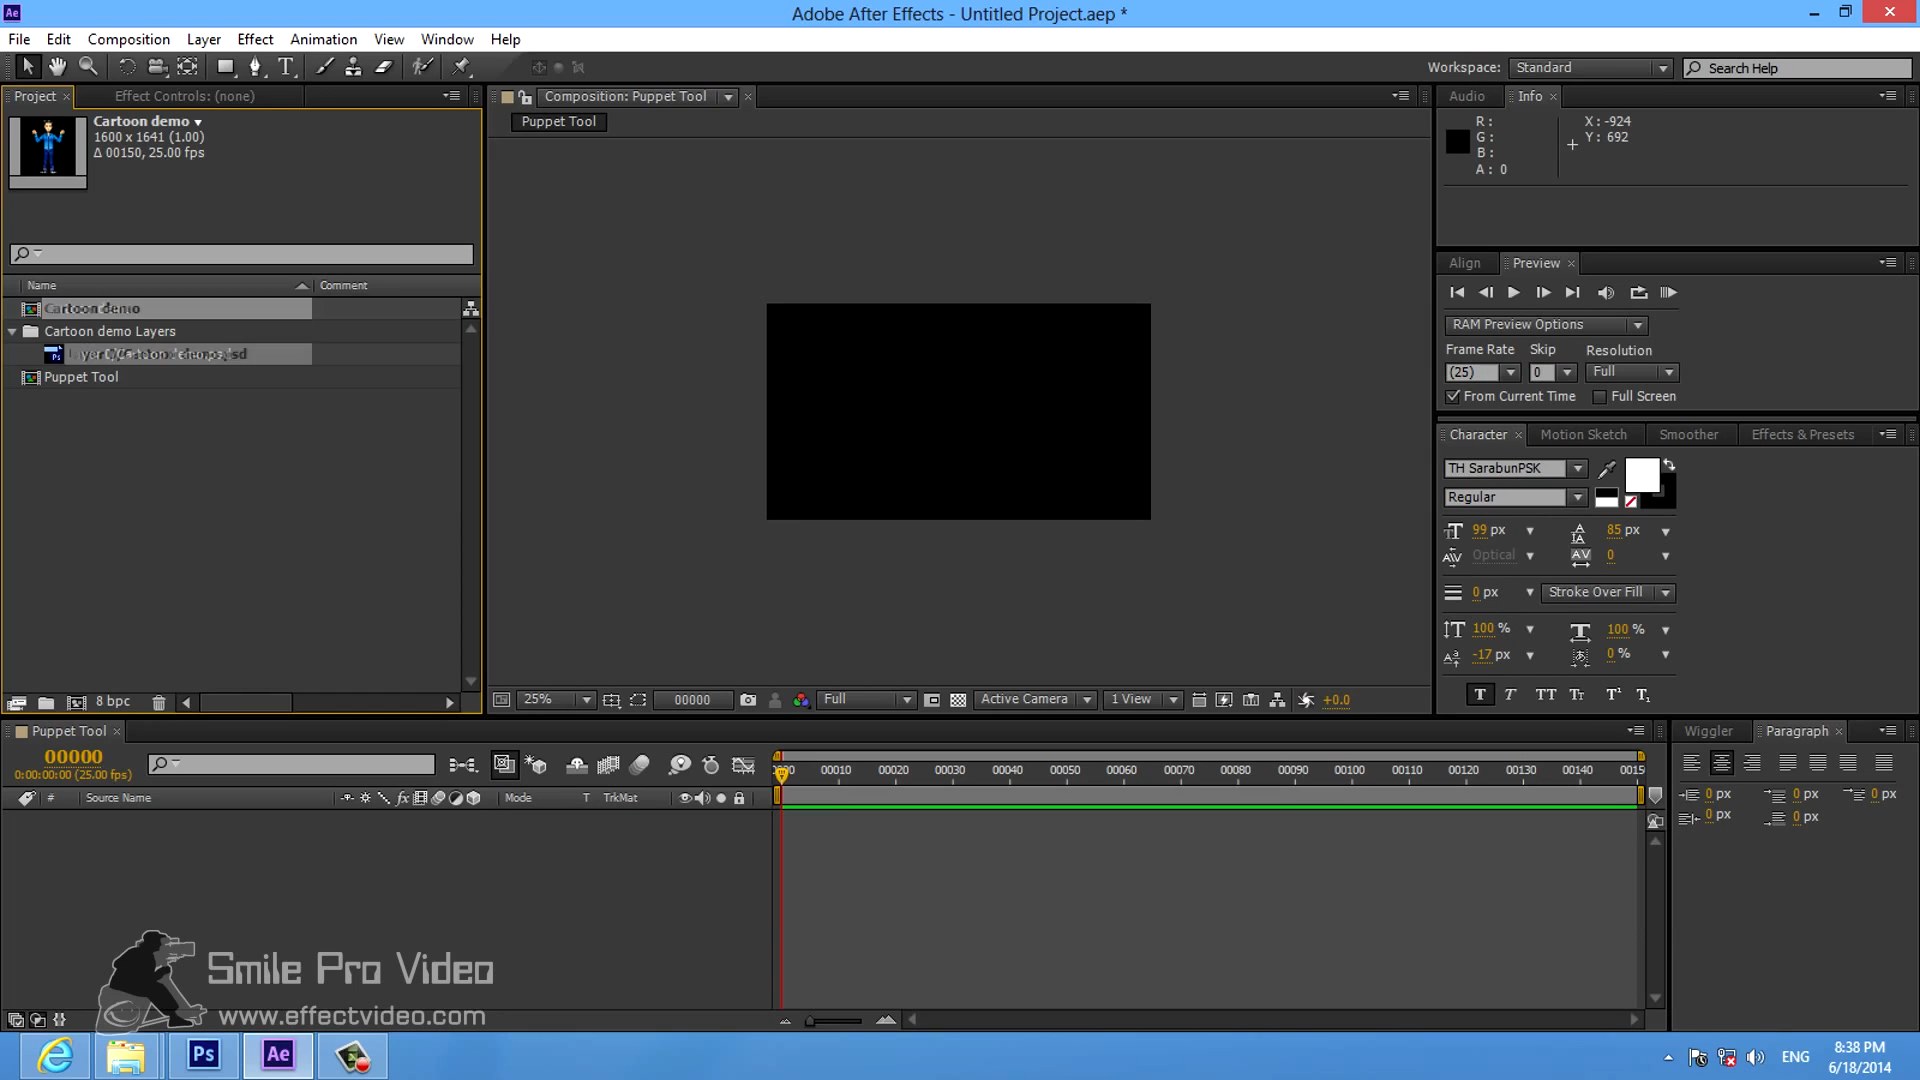 Ae
Adobe After Effects - Untitled Project.aep *
File Edit Composition Layer Effect Animation View Window Help
Workspace: Standard Search Help
Project × Effect Controls: (none)
Composition: Puppet Tool ×
Audio Info ×
Cartoon demo
1600 x 1641 (1.00)
Δ 00150, 25.00 fps
Puppet Tool
R :
G :
B :
A : 0
X : -924
Y : 692
Align Preview ×
Name Comment
Cartoon demo
Cartoon demo Layers
Puppet Tool
RAM Preview Options
Frame Rate Skip Resolution
(25) 0 Full
From Current Time Full Screen
Character × Motion Sketch Smoother Effects & Presets
TH SarabunPSK
Regular
99 px 85 px
Optical 0
0 px Stroke Over Fill
100 % 100 %
-17 px 0 %
T T TT Tт T¹ T₁
8 bpc
25% 00000 Full Active Camera 1 View +0.0
Puppet Tool ×
Wiggler Paragraph ×
00000
0:00:00:00 (25.00 fps)
00010 00020 00030 00040 00050 00060 00070 00080 00090 00100 00110 00120 00130 00140 0015
# Source Name fx Mode T TrkMat
0 px 0 px 0 px
0 px 0 px
Smile Pro Video
www.effectvideo.com
Ps Ae
ENG
8:38 PM
6/18/2014